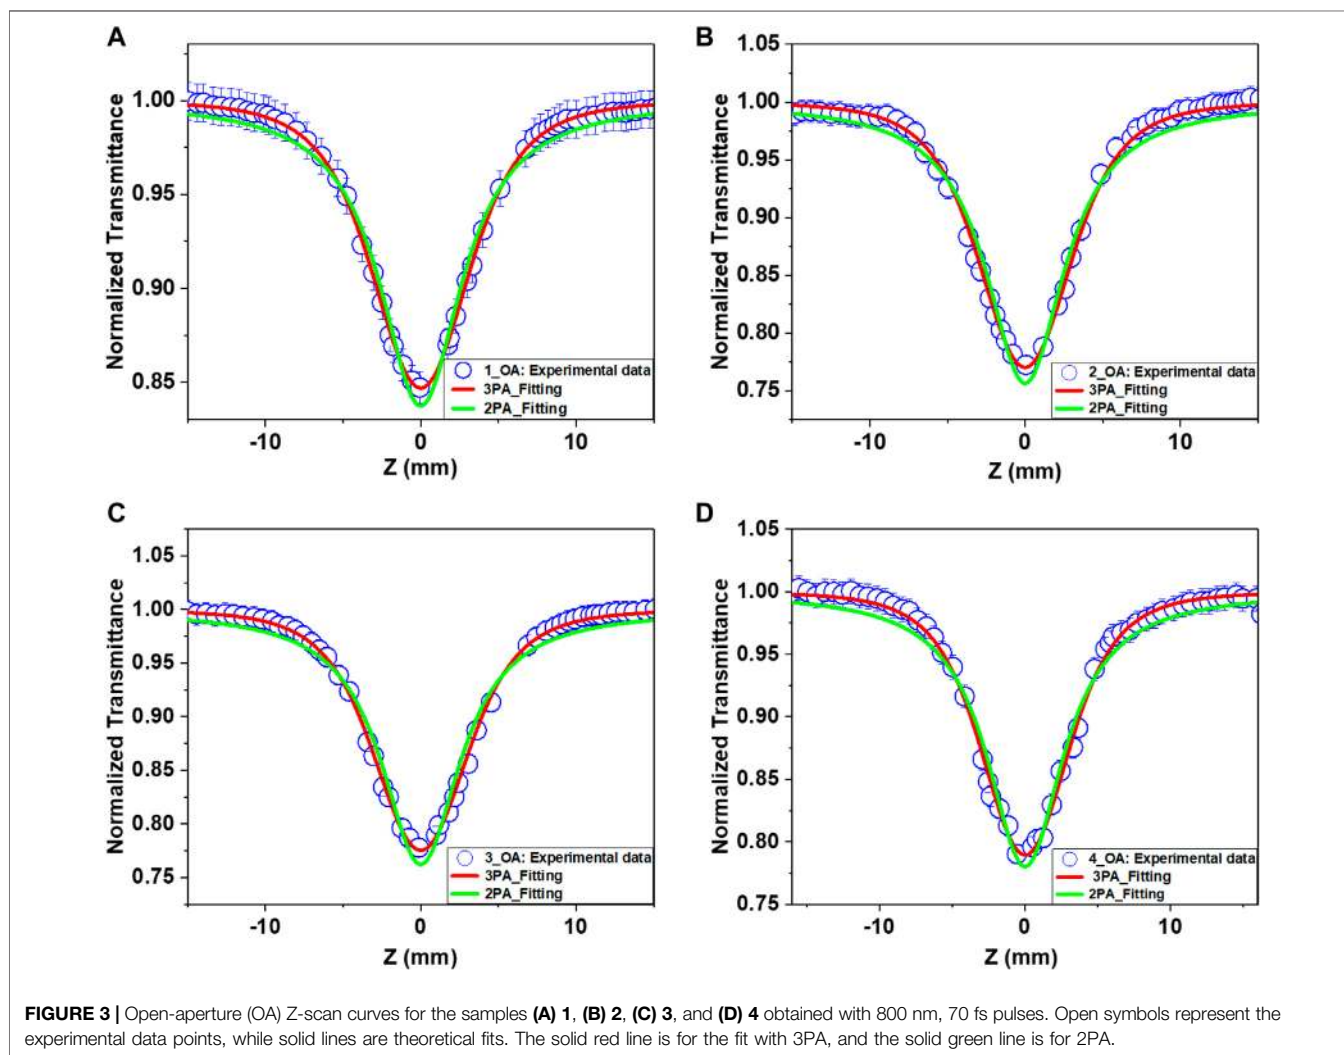 A
Normalized Transmittance
1.00
0.95
0.90
0.85
-10
0
10
Z (mm)
1_OA: Experimental data
3PA_Fitting
2PA_Fitting
B
Normalized Transmittance
1.05
1.00
0.95
0.90
0.85
0.80
0.75
-10
0
10
Z (mm)
2_OA: Experimental data
3PA_Fitting
2PA_Fitting
C
Normalized Transmittance
1.05
1.00
0.95
0.90
0.85
0.80
0.75
-10
0
10
Z (mm)
3_OA: Experimental data
3PA_Fitting
2PA_Fitting
D
Normalized Transmittance
1.05
1.00
0.95
0.90
0.85
0.80
0.75
-10
0
10
Z (mm)
4_OA: Experimental data
3PA_Fitting
2PA_Fitting
FIGURE 3 | Open-aperture (OA) Z-scan curves for the samples (A) 1, (B) 2, (C) 3, and (D) 4 obtained with 800 nm, 70 fs pulses. Open symbols represent the
experimental data points, while solid lines are theoretical fits. The solid red line is for the fit with 3PA, and the solid green line is for 2PA.